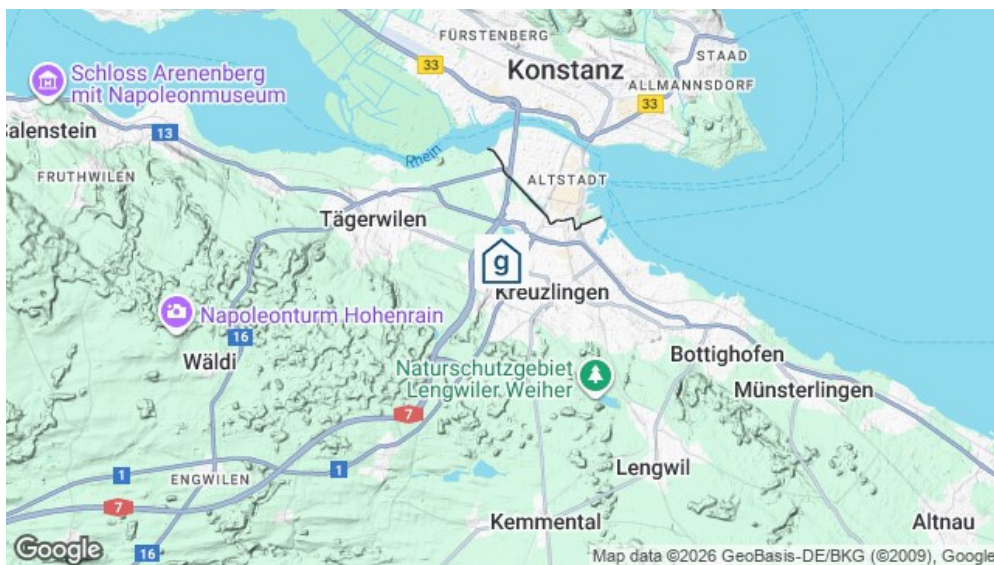 FÜRSTENBERG
STAAD
33
Konstanz
Schloss Arenenberg
mit Napoleonmuseum
ALLMANNSDORF
33
Salenstein
13
Rhein
FRUTHWILEN
ALTSTADT
Tägerwilen
g
Kreuzlingen
Napoleonturm Hohenrain
16
Wäldi
Bottighofen
Naturschutzgebiet
Lengwiler Weiher
Münsterlingen
7
1
1
Lengwil
ENGWILEN
7
Kemmental
Altnau
16
Google
Map data ©2026 GeoBasis-DE/BKG (©2009), Google